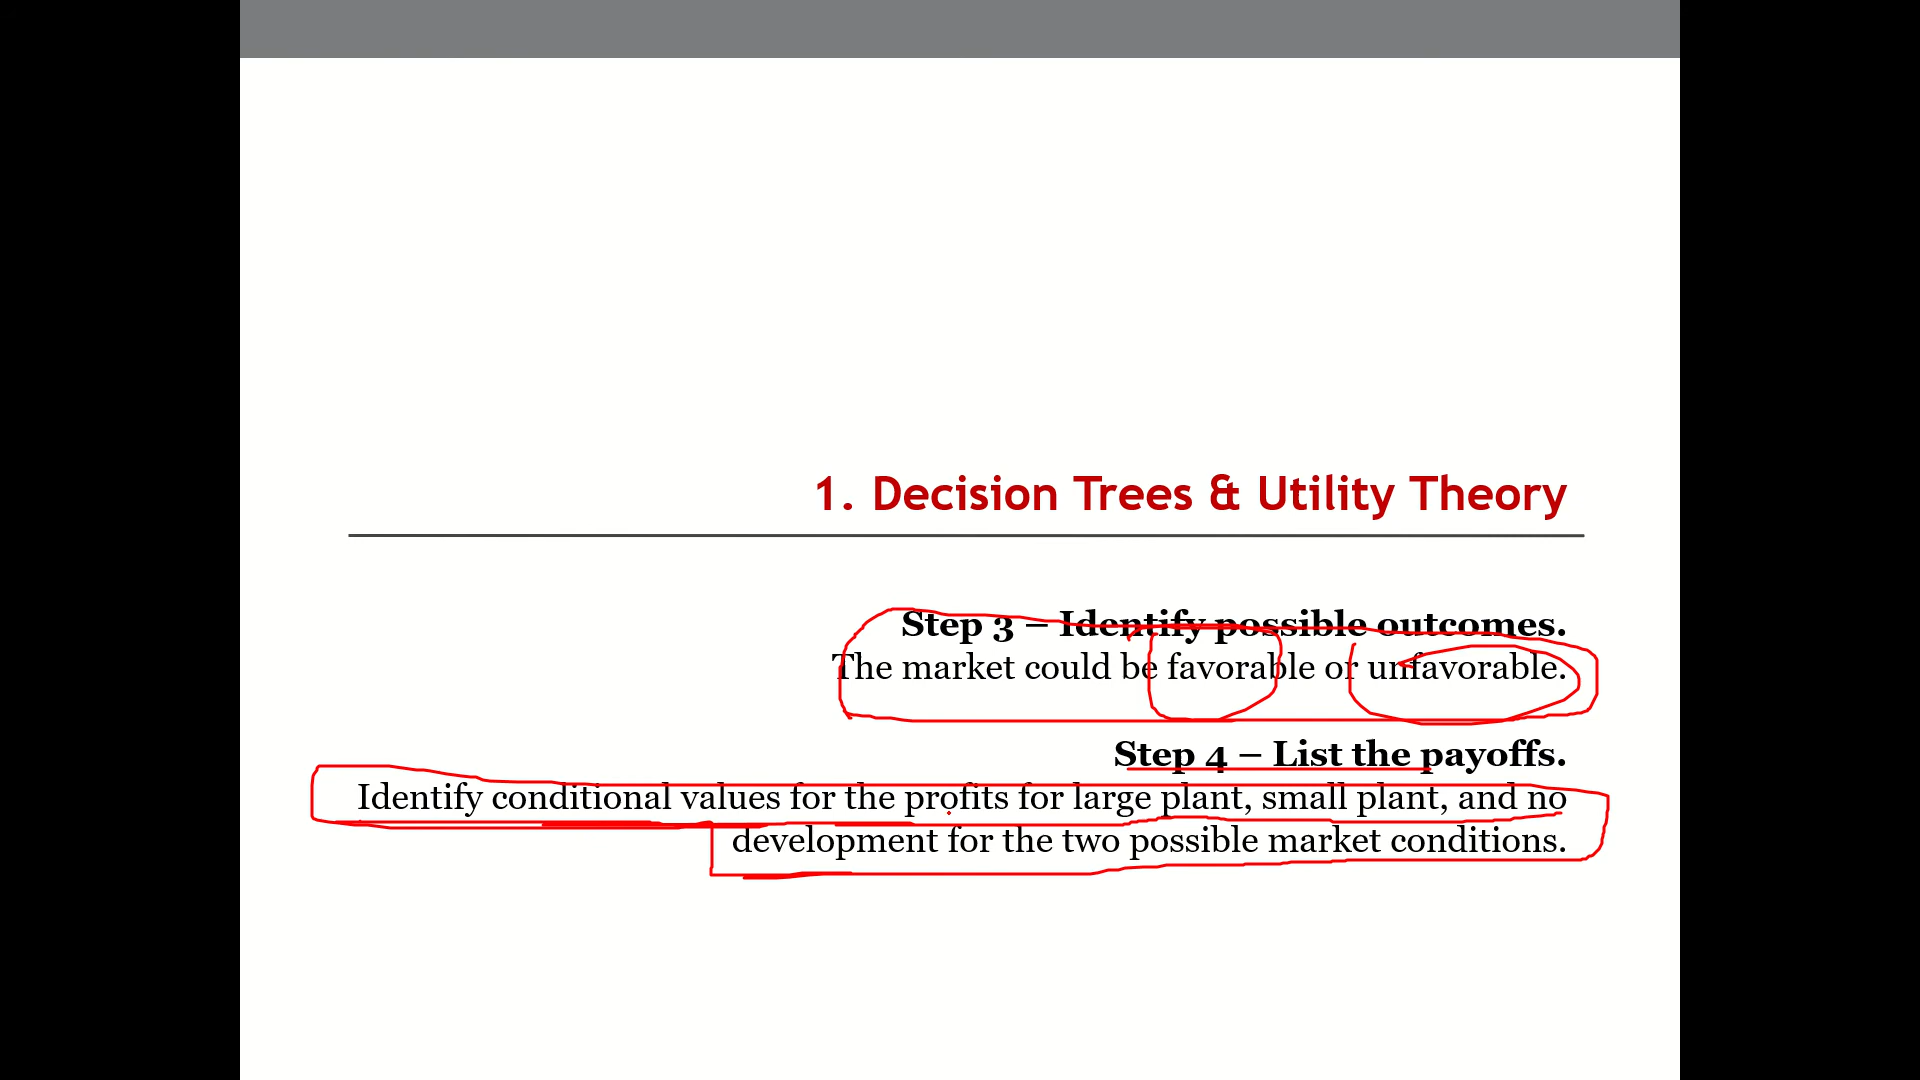 1. Decision Trees & Utility Theory
Step 3 – Identify possible outcomes.
The market could be favorable or unfavorable.
Step 4 – List the payoffs.
Identify conditional values for the profits for large plant, small plant, and no
development for the two possible market conditions.